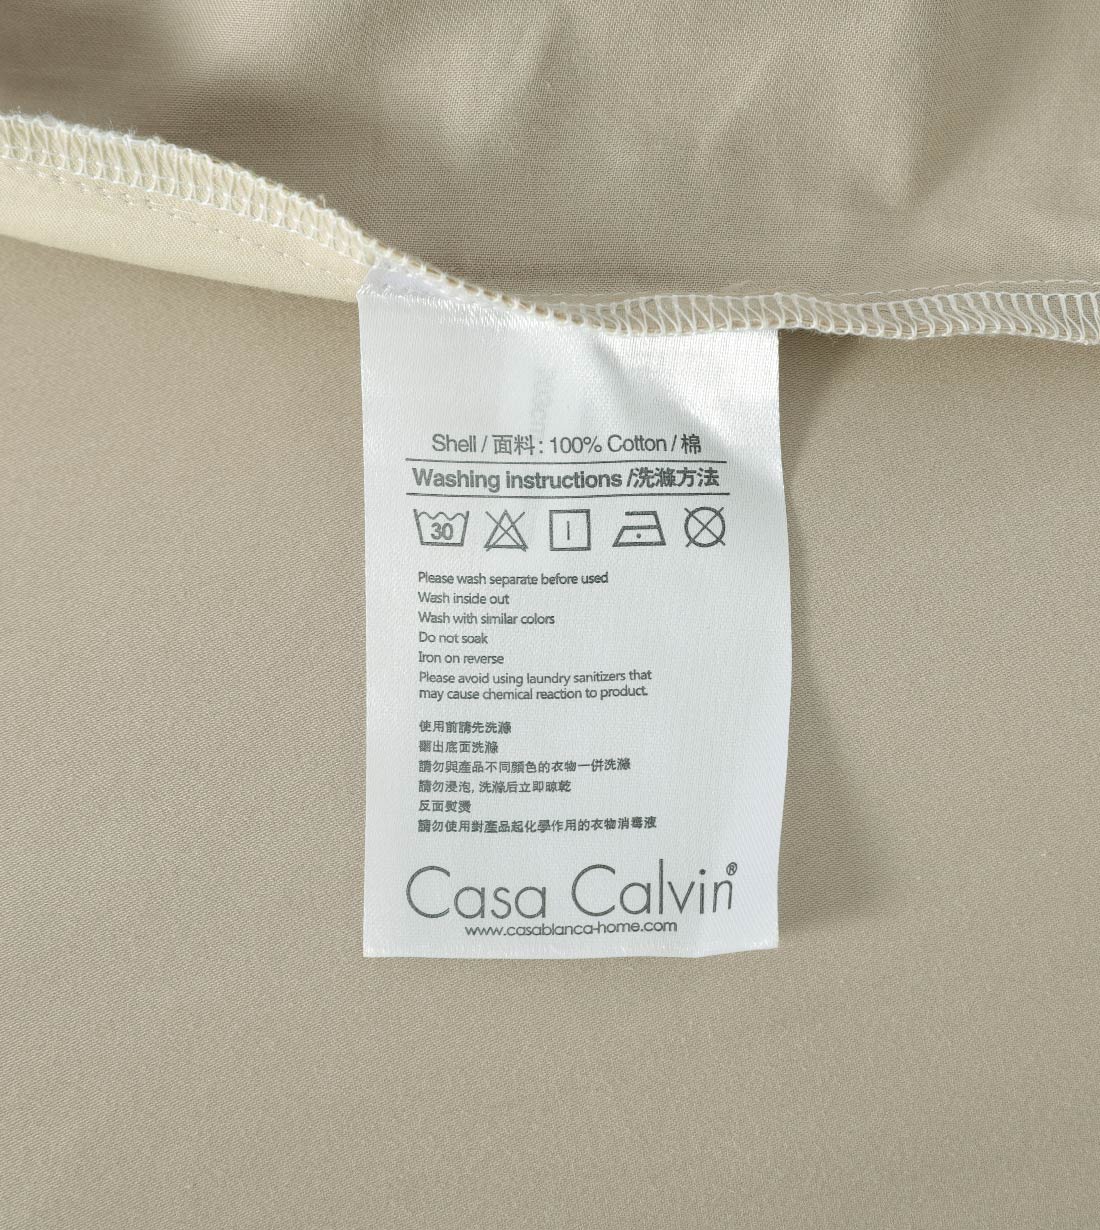 Shell / 面料 : 100% Cotton / 棉
Washing instructions /洗滌方法
30
Please wash separate before used
Wash inside out
Wash with similar colors
Do not soak
Iron on reverse
Please avoid using laundry sanitizers that
may cause chemical reaction to product.
使用前請先洗滌
翻出底面洗滌
請勿與產品不同顏色的衣物一併洗滌
請勿浸泡, 洗滌后立即晾乾
反面熨燙
請勿使用對產品起化學作用的衣物消毒液
Casa Calvin®
www.casablanca-home.com